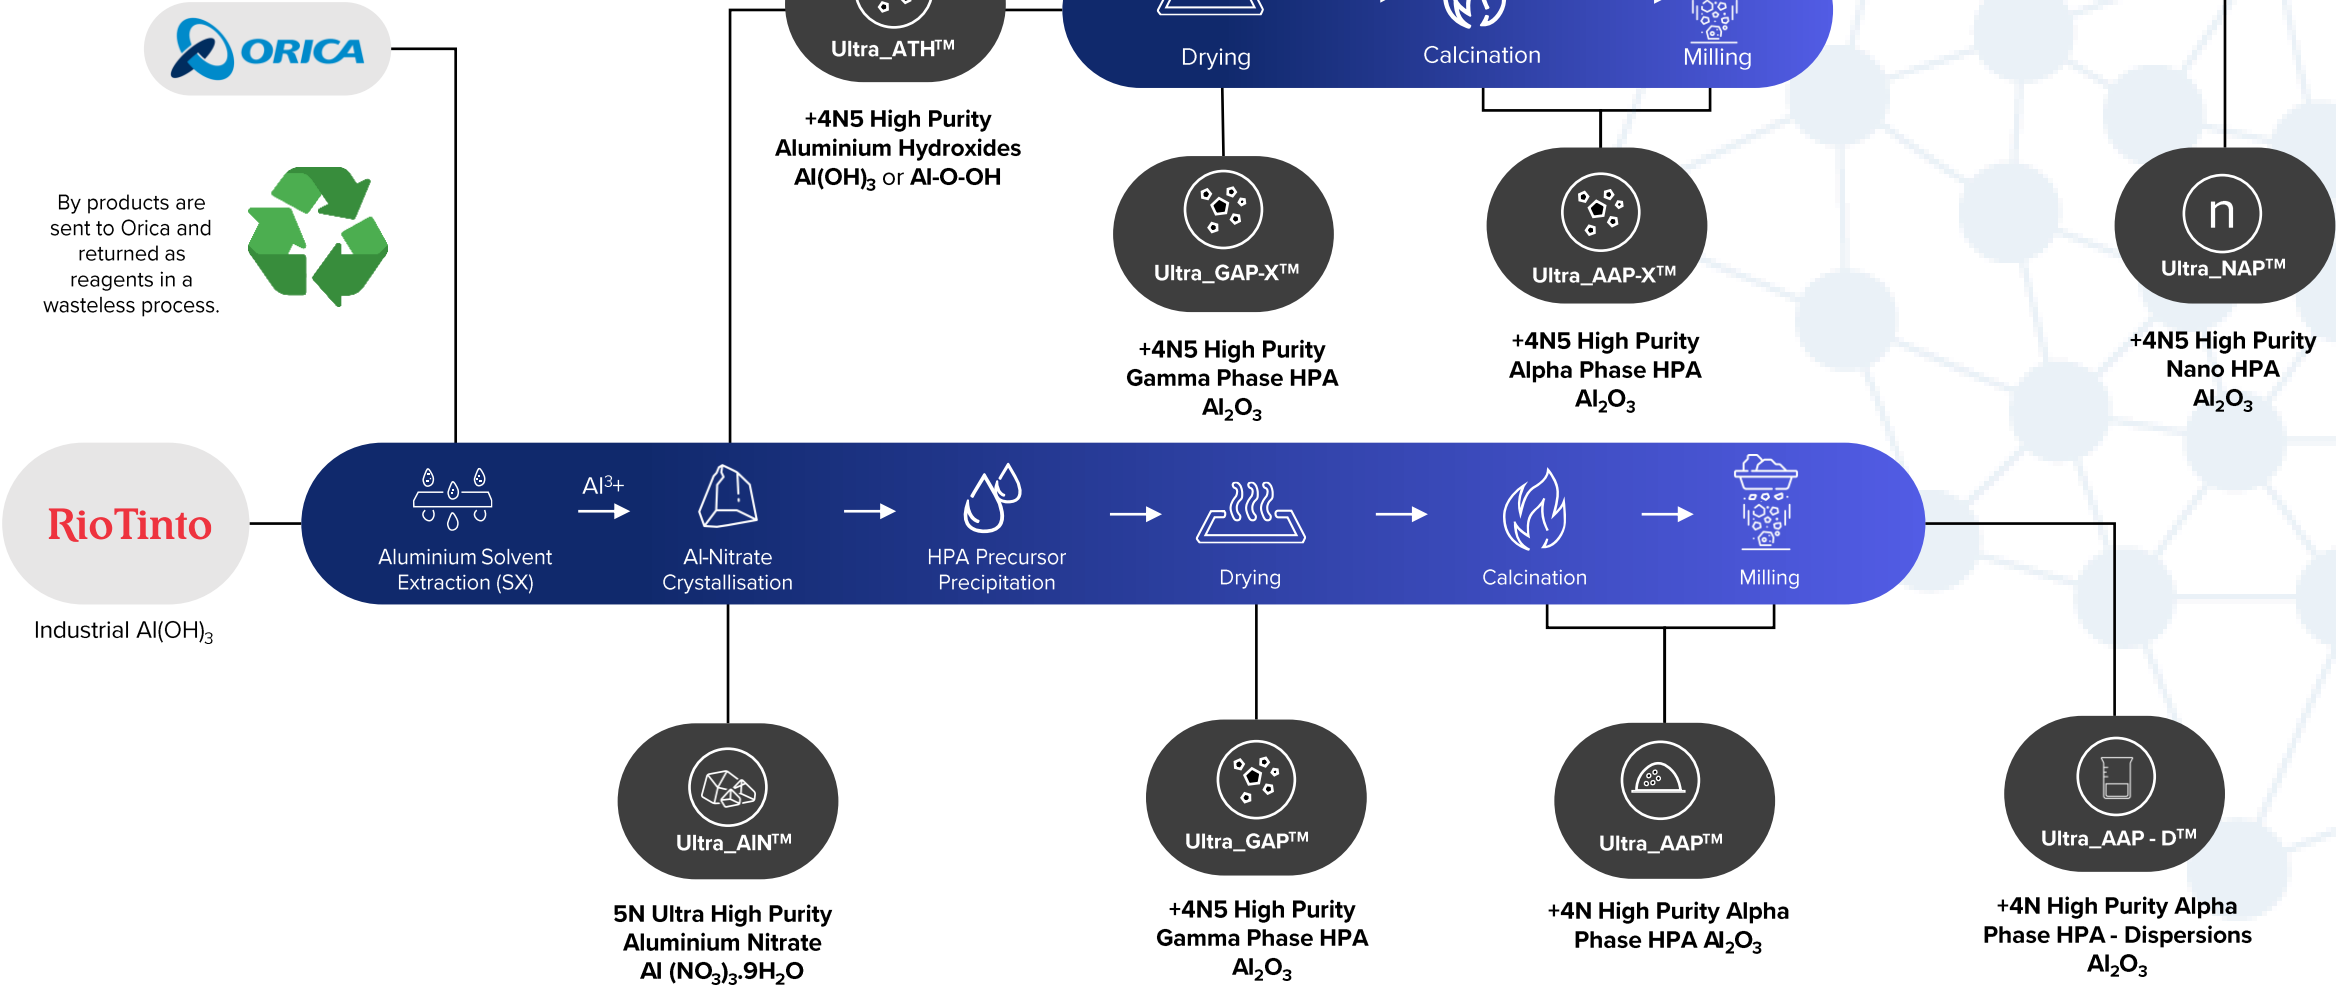 ORICA
Ultra_ATH™
Drying
Calcination
Milling
+4N5 High Purity
Aluminium Hydroxides
Al(OH)₃ or Al-O-OH
By products are
sent to Orica and
returned as
reagents in a
wasteless process.
Ultra_GAP-X™
+4N5 High Purity
Gamma Phase HPA
Al₂O₃
Ultra_AAP-X™
+4N5 High Purity
Alpha Phase HPA
Al₂O₃
n
Ultra_NAP™
+4N5 High Purity
Nano HPA
Al₂O₃
RioTinto
Industrial Al(OH)₃
Aluminium Solvent
Extraction (SX)
Al³⁺
Al-Nitrate
Crystallisation
HPA Precursor
Precipitation
Drying
Calcination
Milling
Ultra_AlN™
5N Ultra High Purity
Aluminium Nitrate
Al (NO₃)₃.9H₂O
Ultra_GAP™
+4N5 High Purity
Gamma Phase HPA
Al₂O₃
Ultra_AAP™
+4N High Purity Alpha
Phase HPA Al₂O₃
Ultra_AAP - D™
+4N High Purity Alpha
Phase HPA - Dispersions
Al₂O₃